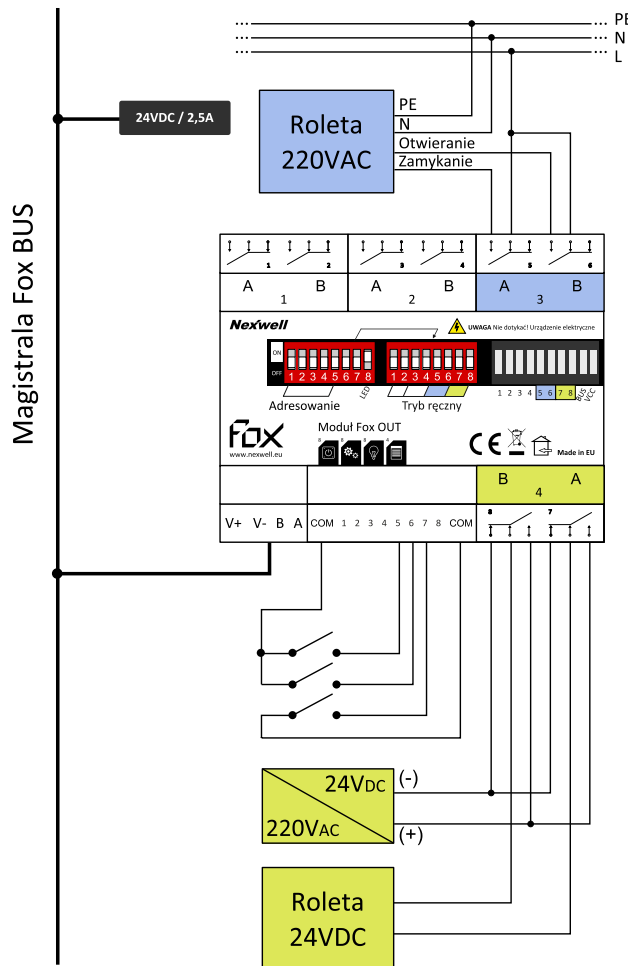 PE
N
L
24VDC / 2,5A
Roleta
220VAC
PE
N
Otwieranie
Zamykanie
Magistrala Fox BUS
1 2 3 4 5 6
A B A B A B
1 2 3
Nexwell
UWAGA Nie dotykać! Urządzenie elektryczne
ON
OFF
1 2 3 4 5 6 7 8
1 2 3 4 5 6 7 8
1 2 3 4 5 6 7 8 BUS VCC
LED
Adresowanie
Tryb ręczny
Fox
www.nexwell.eu
Moduł Fox OUT
8 6 8 4
CE
Made in EU
B A
4
V+ V- B A COM 1 2 3 4 5 6 7 8 COM
8 7
24VDC
(-)
220VAC
(+)
Roleta
24VDC